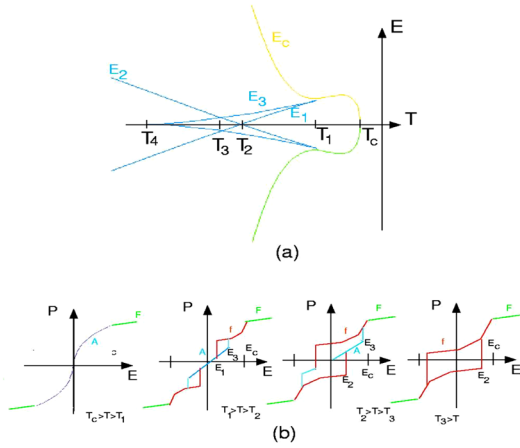 E_c
E
E_2
E_3
E_1
T
T_4
T_3
T_2
T_1
T_c
(a)
P
F
A
c
E
T_c>T>T_1
P
F
f
A
E_3
E_c
E_1
E
T_1>T>T_2
P
F
f
A
E_3
E_2
E_c
E
T_2>T>T_3
P
F
f
E_c
E_2
E
T_3>T
(b)